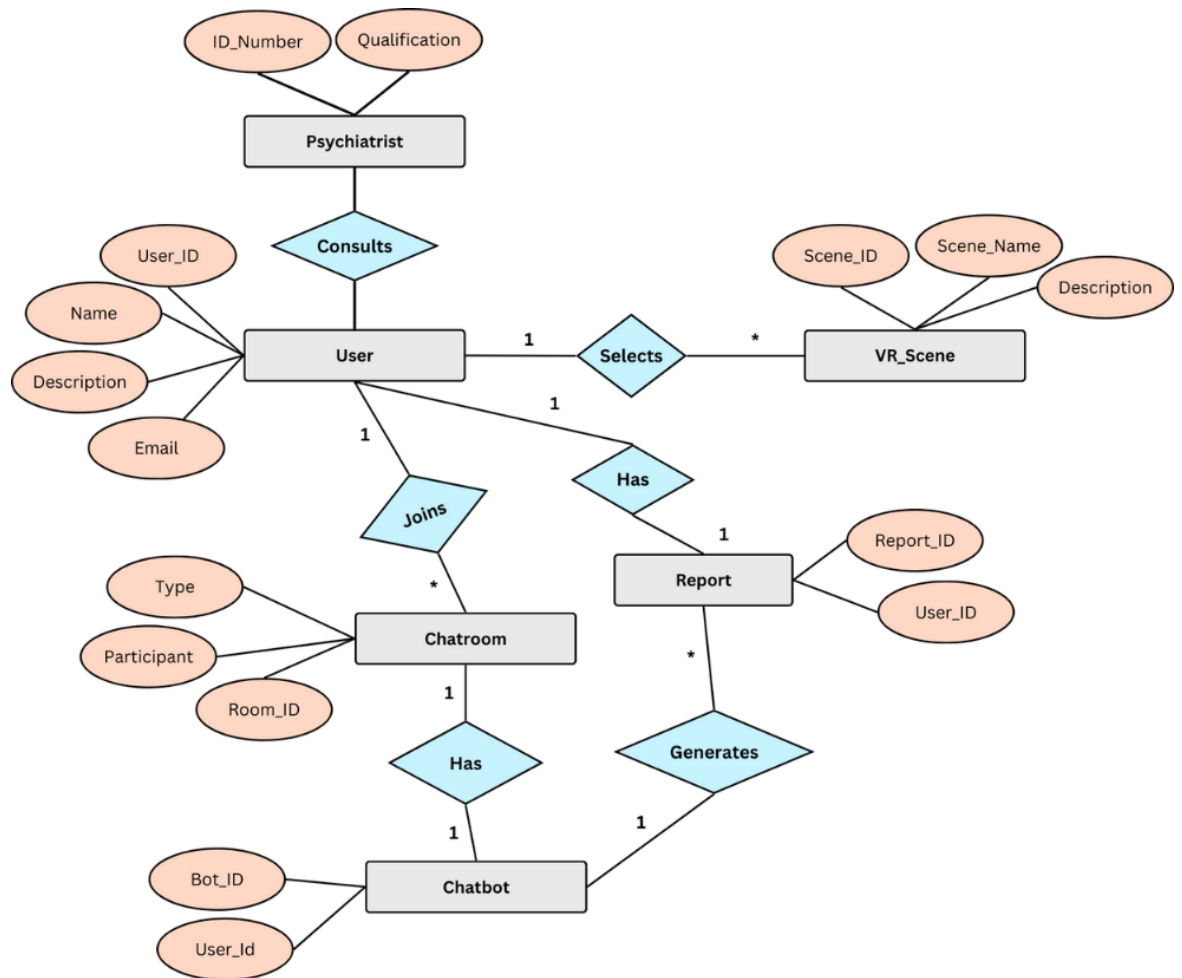 ID_Number
Qualification
Psychiatrist
Consults
User_ID
Name
Description
Email
User
1
Selects
*
Scene_ID
Scene_Name
Description
VR_Scene
1
1
Joins
Has
*
1
Type
Participant
Room_ID
Chatroom
Report
Report_ID
User_ID
1
*
Has
Generates
1
1
Bot_ID
User_Id
Chatbot